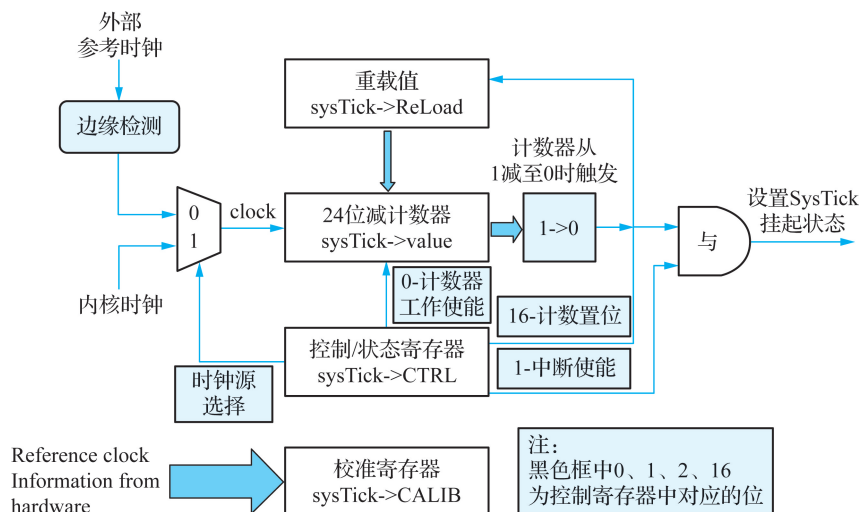 外部
参考时钟
边缘检测
重载值
sysTick->ReLoad
计数器从
1减至0时触发
0
1
clock
24位减计数器
sysTick->value
1->0
与
设置SysTick
挂起状态
内核时钟
0-计数器
工作使能
16-计数置位
控制/状态寄存器
sysTick->CTRL
1-中断使能
时钟源
选择
Reference clock
Information from
hardware
校准寄存器
sysTick->CALIB
注：
黑色框中0、1、2、16
为控制寄存器中对应的位